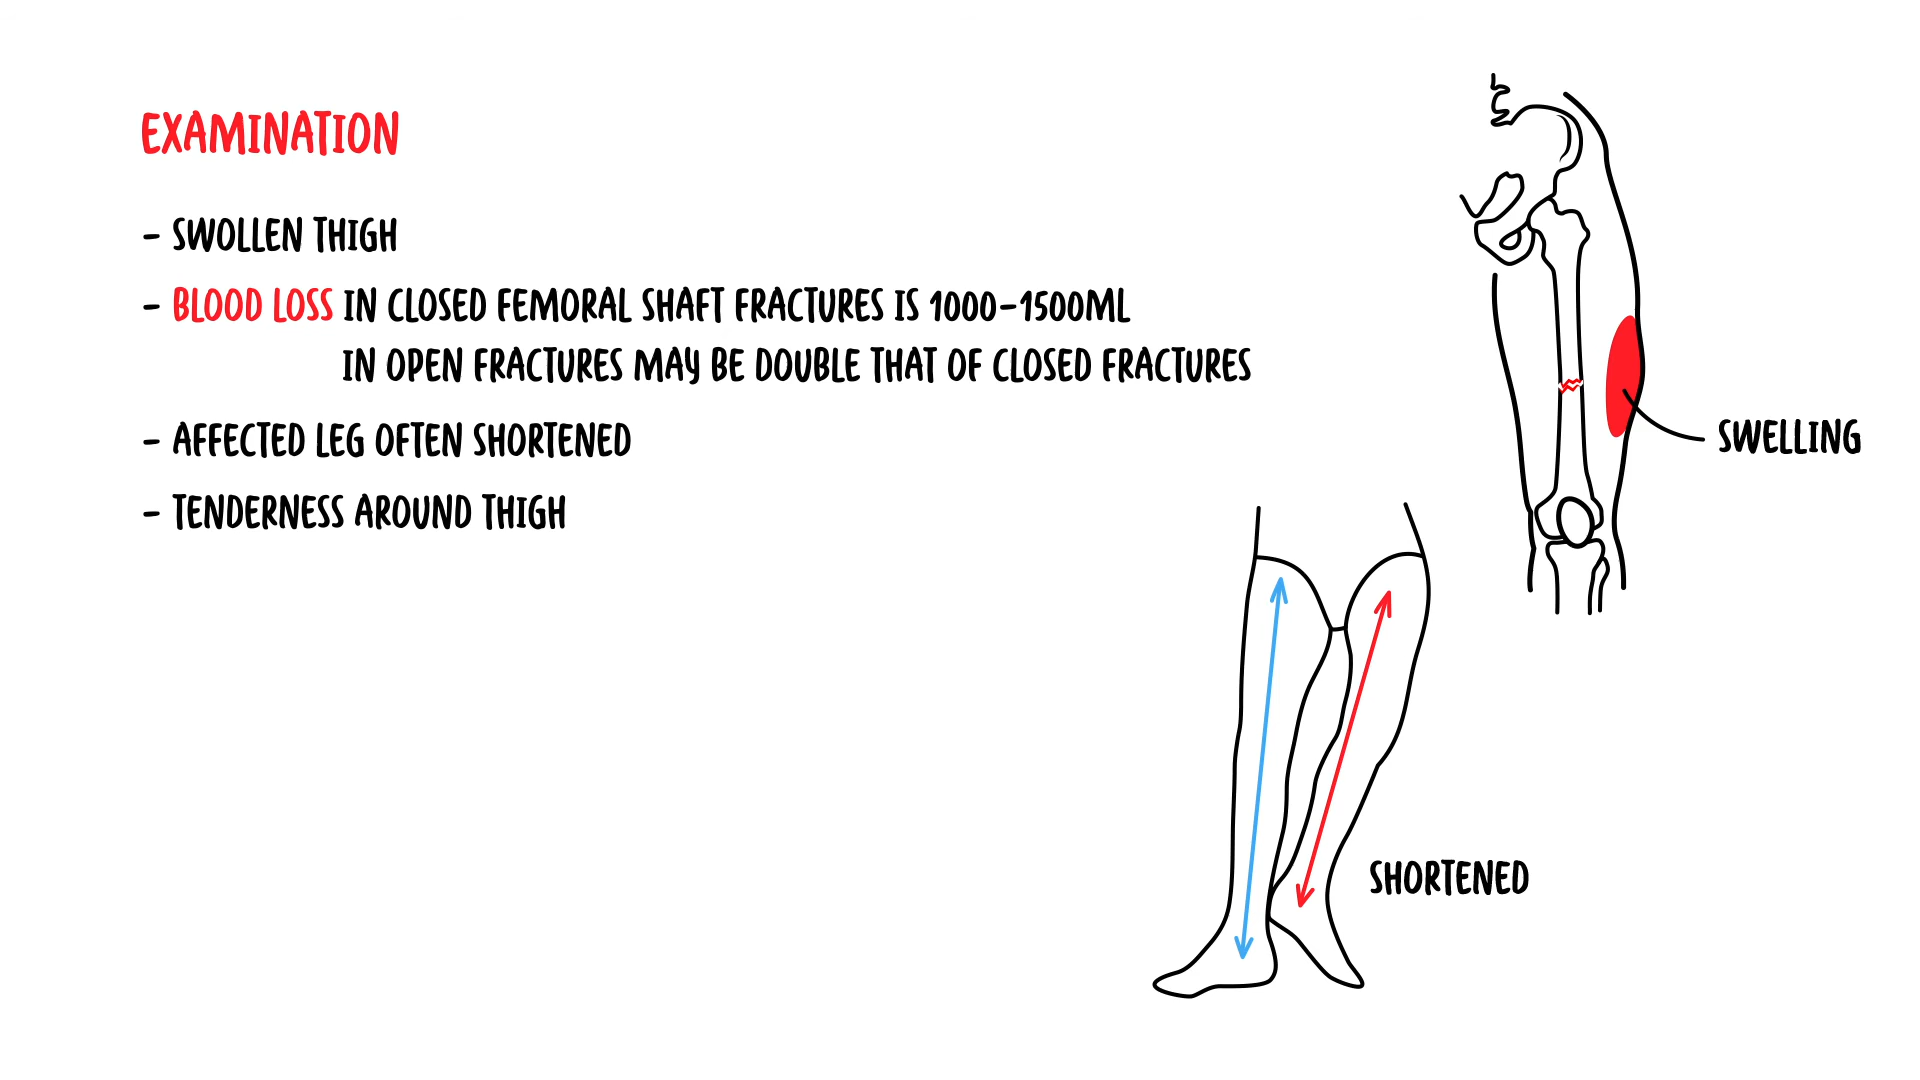 EXAMINATION
- SWOLLEN THIGH
- BLOOD LOSS IN CLOSED FEMORAL SHAFT FRACTURES IS 1000-1500ML
IN OPEN FRACTURES MAY BE DOUBLE THAT OF CLOSED FRACTURES
- AFFECTED LEG OFTEN SHORTENED
- TENDERNESS AROUND THIGH
SWELLING
SHORTENED